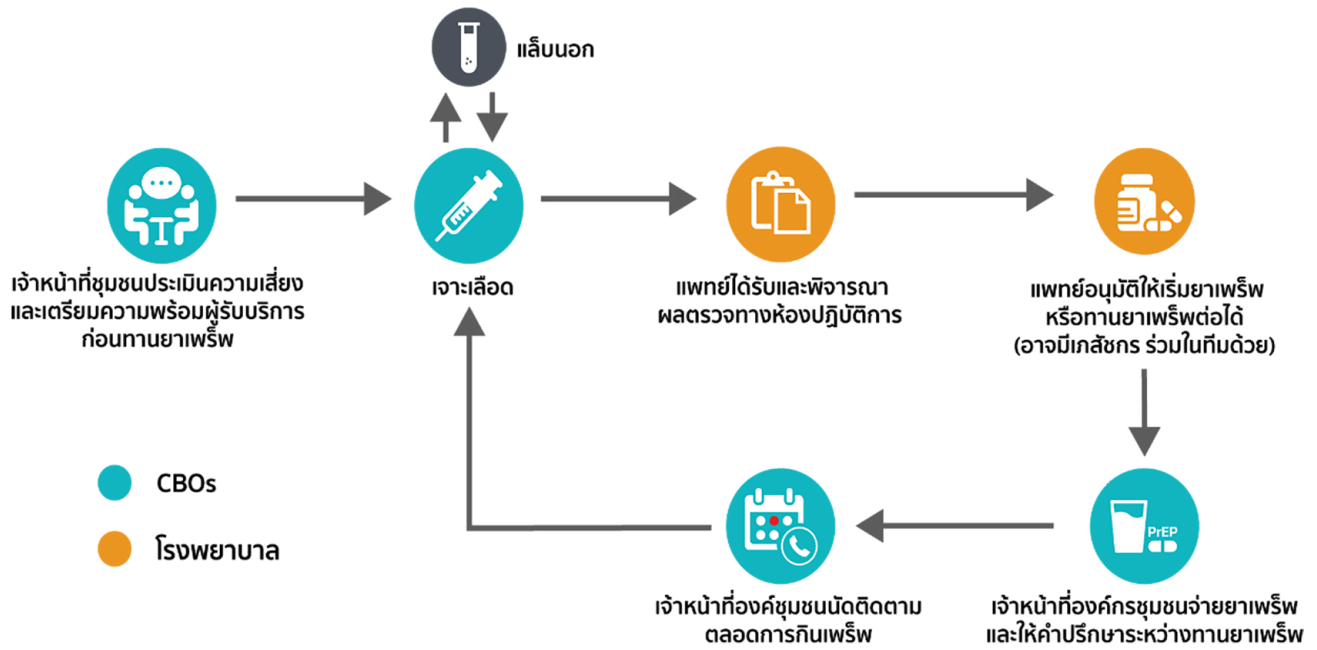 แล็บนอก
เจ้าหน้าที่ชุมชนประเมินความเสี่ยง
และเตรียมความพร้อมผู้รับบริการ
ก่อนทานยาเพร็พ
เจาะเลือด
แพทย์ได้รับและพิจารณา
ผลตรวจทางห้องปฏิบัติการ
แพทย์อนุมัติให้เริ่มยาเพร็พ
หรือทานยาเพร็พต่อได้
(อาจมีเภสัชกร ร่วมในทีมด้วย)
CBOs
โรงพยาบาล
PrEP
เจ้าหน้าที่องค์ชุมชนนัดติดตาม
ตลอดการกินเพร็พ
เจ้าหน้าที่องค์กรชุมชนจ่ายยาเพร็พ
และให้คำปรึกษาระหว่างทานยาเพร็พ